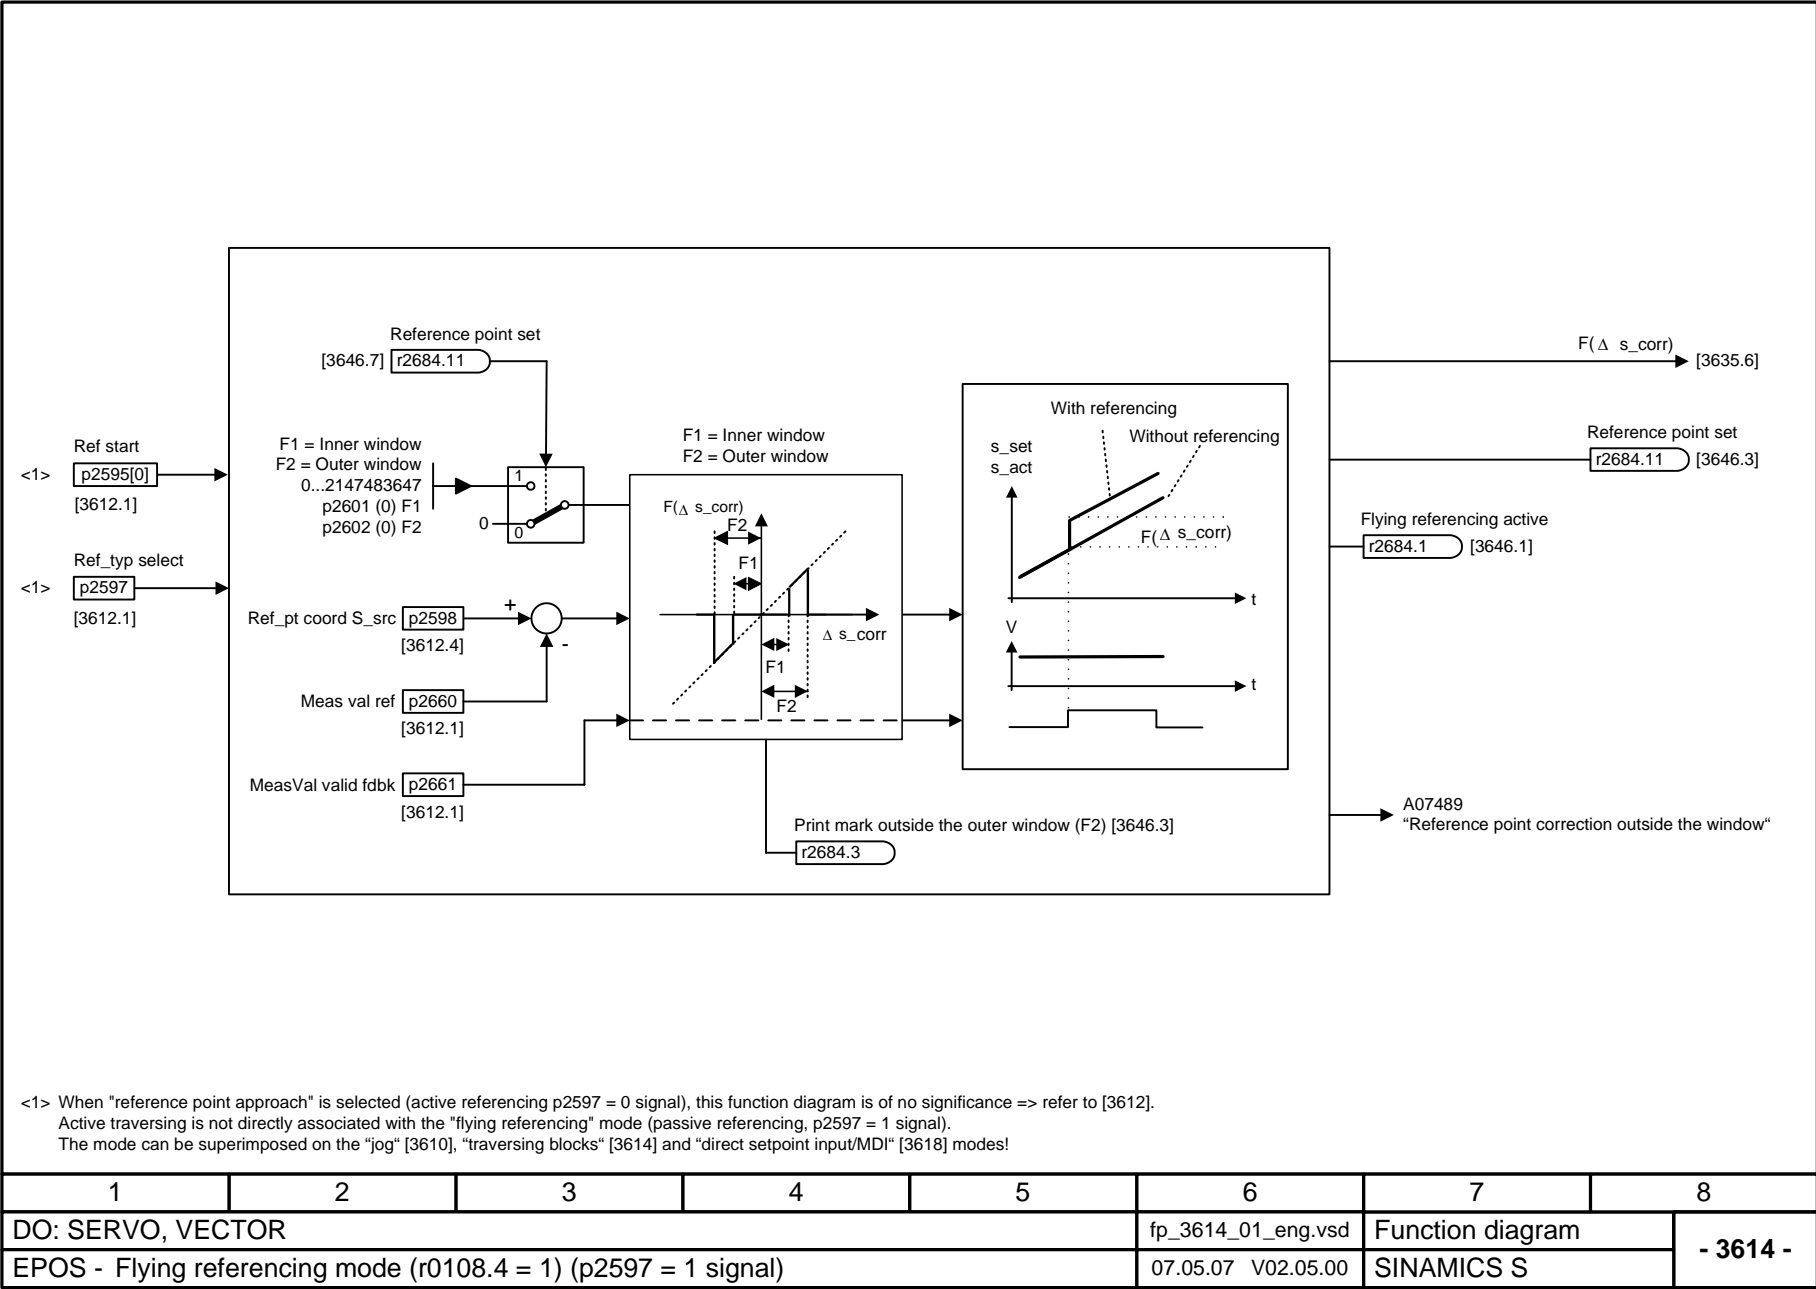 Reference point set
[3646.7] r2684.11
F(Δ s_corr)
[3635.6]
Ref start
<1> p2595[0]
[3612.1]
Ref_typ select
<1> p2597
[3612.1]
F1 = Inner window
F2 = Outer window
0...2147483647
p2601 (0) F1
p2602 (0) F2
1
0
0
F1 = Inner window
F2 = Outer window
F(Δ s_corr)
F2
F1
Δ s_corr
F1
F2
With referencing
Without referencing
s_set
s_act
F(Δ s_corr)
t
V
t
Reference point set
r2684.11 [3646.3]
Flying referencing active
r2684.1 [3646.1]
Ref_pt coord S_src p2598
+
-
[3612.4]
Meas val ref p2660
[3612.1]
MeasVal valid fdbk p2661
[3612.1]
Print mark outside the outer window (F2) [3646.3]
r2684.3
A07489
“Reference point correction outside the window“
<1> When "reference point approach" is selected (active referencing p2597 = 0 signal), this function diagram is of no significance => refer to [3612].
Active traversing is not directly associated with the "flying referencing" mode (passive referencing, p2597 = 1 signal).
The mode can be superimposed on the “jog“ [3610], “traversing blocks“ [3614] and “direct setpoint input/MDI“ [3618] modes!
1 2 3 4 5 6 7 8
DO: SERVO, VECTOR
fp_3614_01_eng.vsd
Function diagram
- 3614 -
EPOS - Flying referencing mode (r0108.4 = 1) (p2597 = 1 signal)
07.05.07 V02.05.00
SINAMICS S